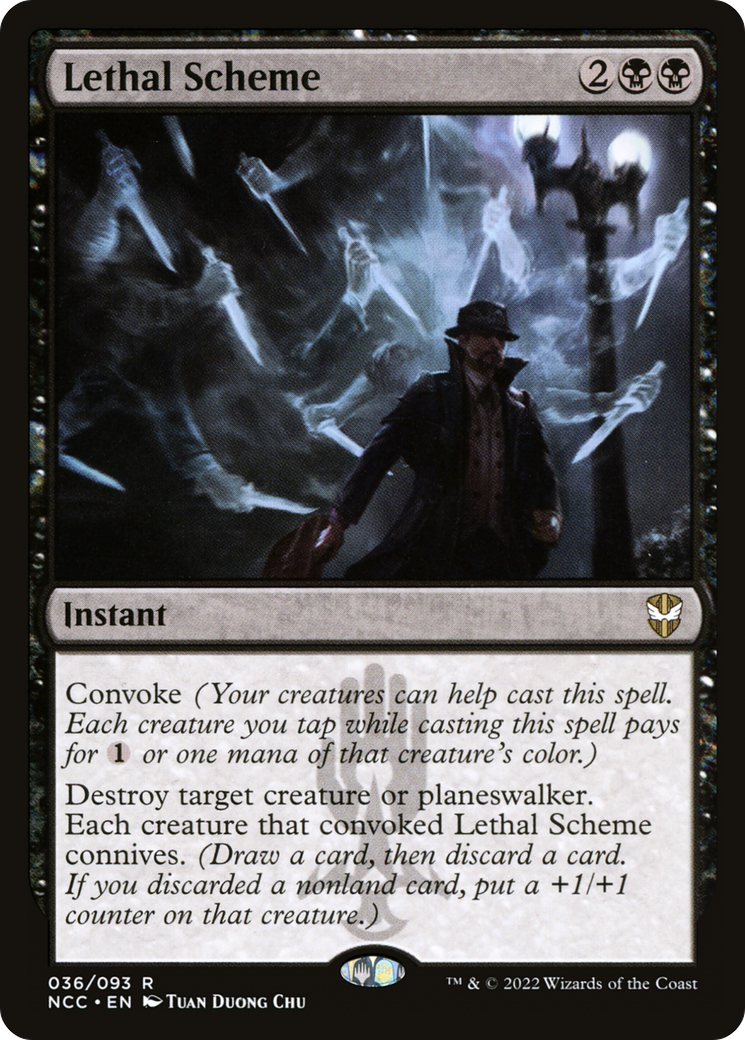 Lethal Scheme 2
Instant
Convoke (Your creatures can help cast this spell.
Each creature you tap while casting this spell pays
for 1 or one mana of that creature's color.)
Destroy target creature or planeswalker.
Each creature that convoked Lethal Scheme
connives. (Draw a card, then discard a card.
If you discarded a nonland card, put a +1/+1
counter on that creature.)
036/093 R
NCC • EN Tuan Duong Chu
™ & © 2022 Wizards of the Coast